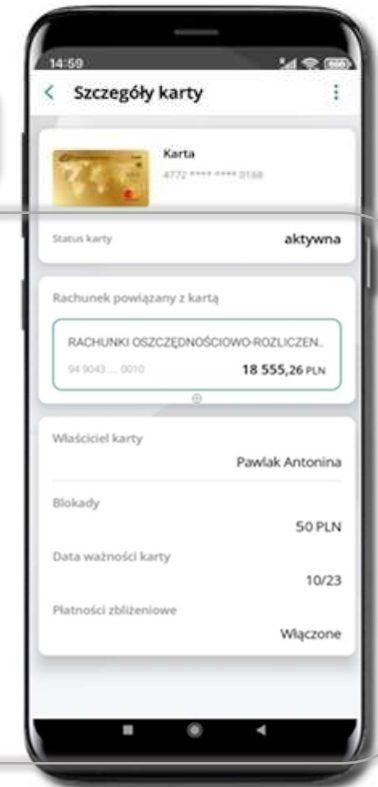 14:59
Szczegóły karty
Karta
4772 **** **** 0168
Status karty
aktywna
Rachunek powiązany z kartą
RACHUNKI OSZCZĘDNOŚCIOWO-ROZLICZEN..
94 9043 ... 0010
18 555,26 PLN
Właściciel karty
Pawlak Antonina
Blokady
50 PLN
Data ważności karty
10/23
Płatności zbliżeniowe
Włączone